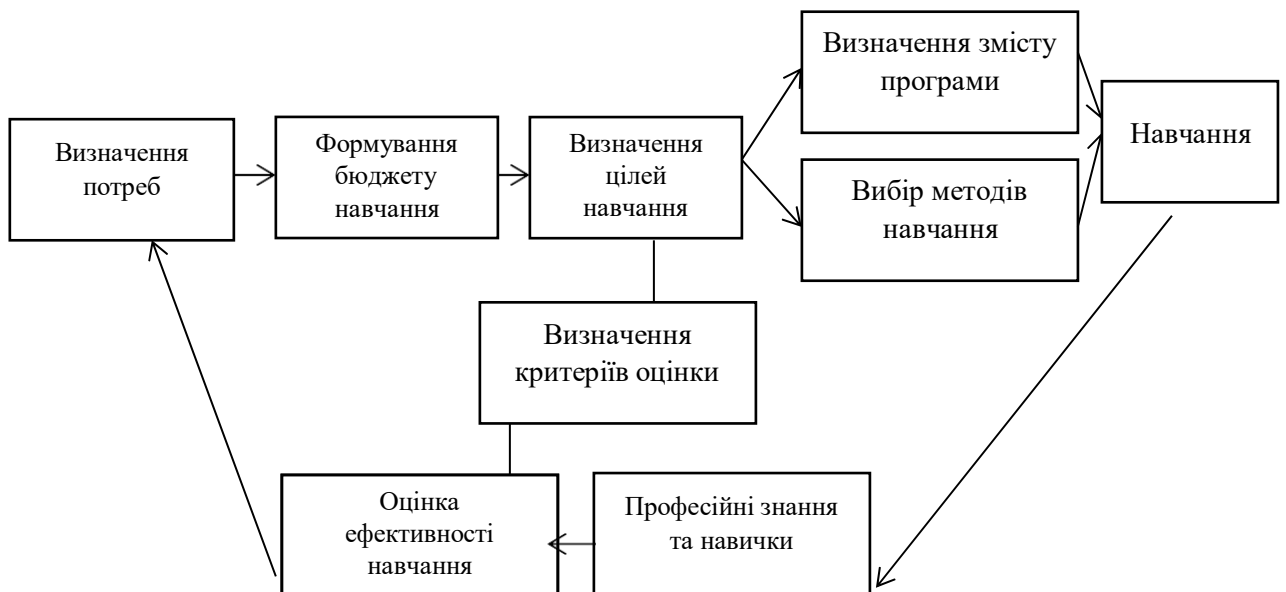 Визначення
потреб
Формування
бюджету
навчання
Визначення
цілей
навчання
Визначення змісту
програми
Вибір методів
навчання
Навчання
Визначення
критеріїв оцінки
Оцінка
ефективності
навчання
Професійні знання
та навички